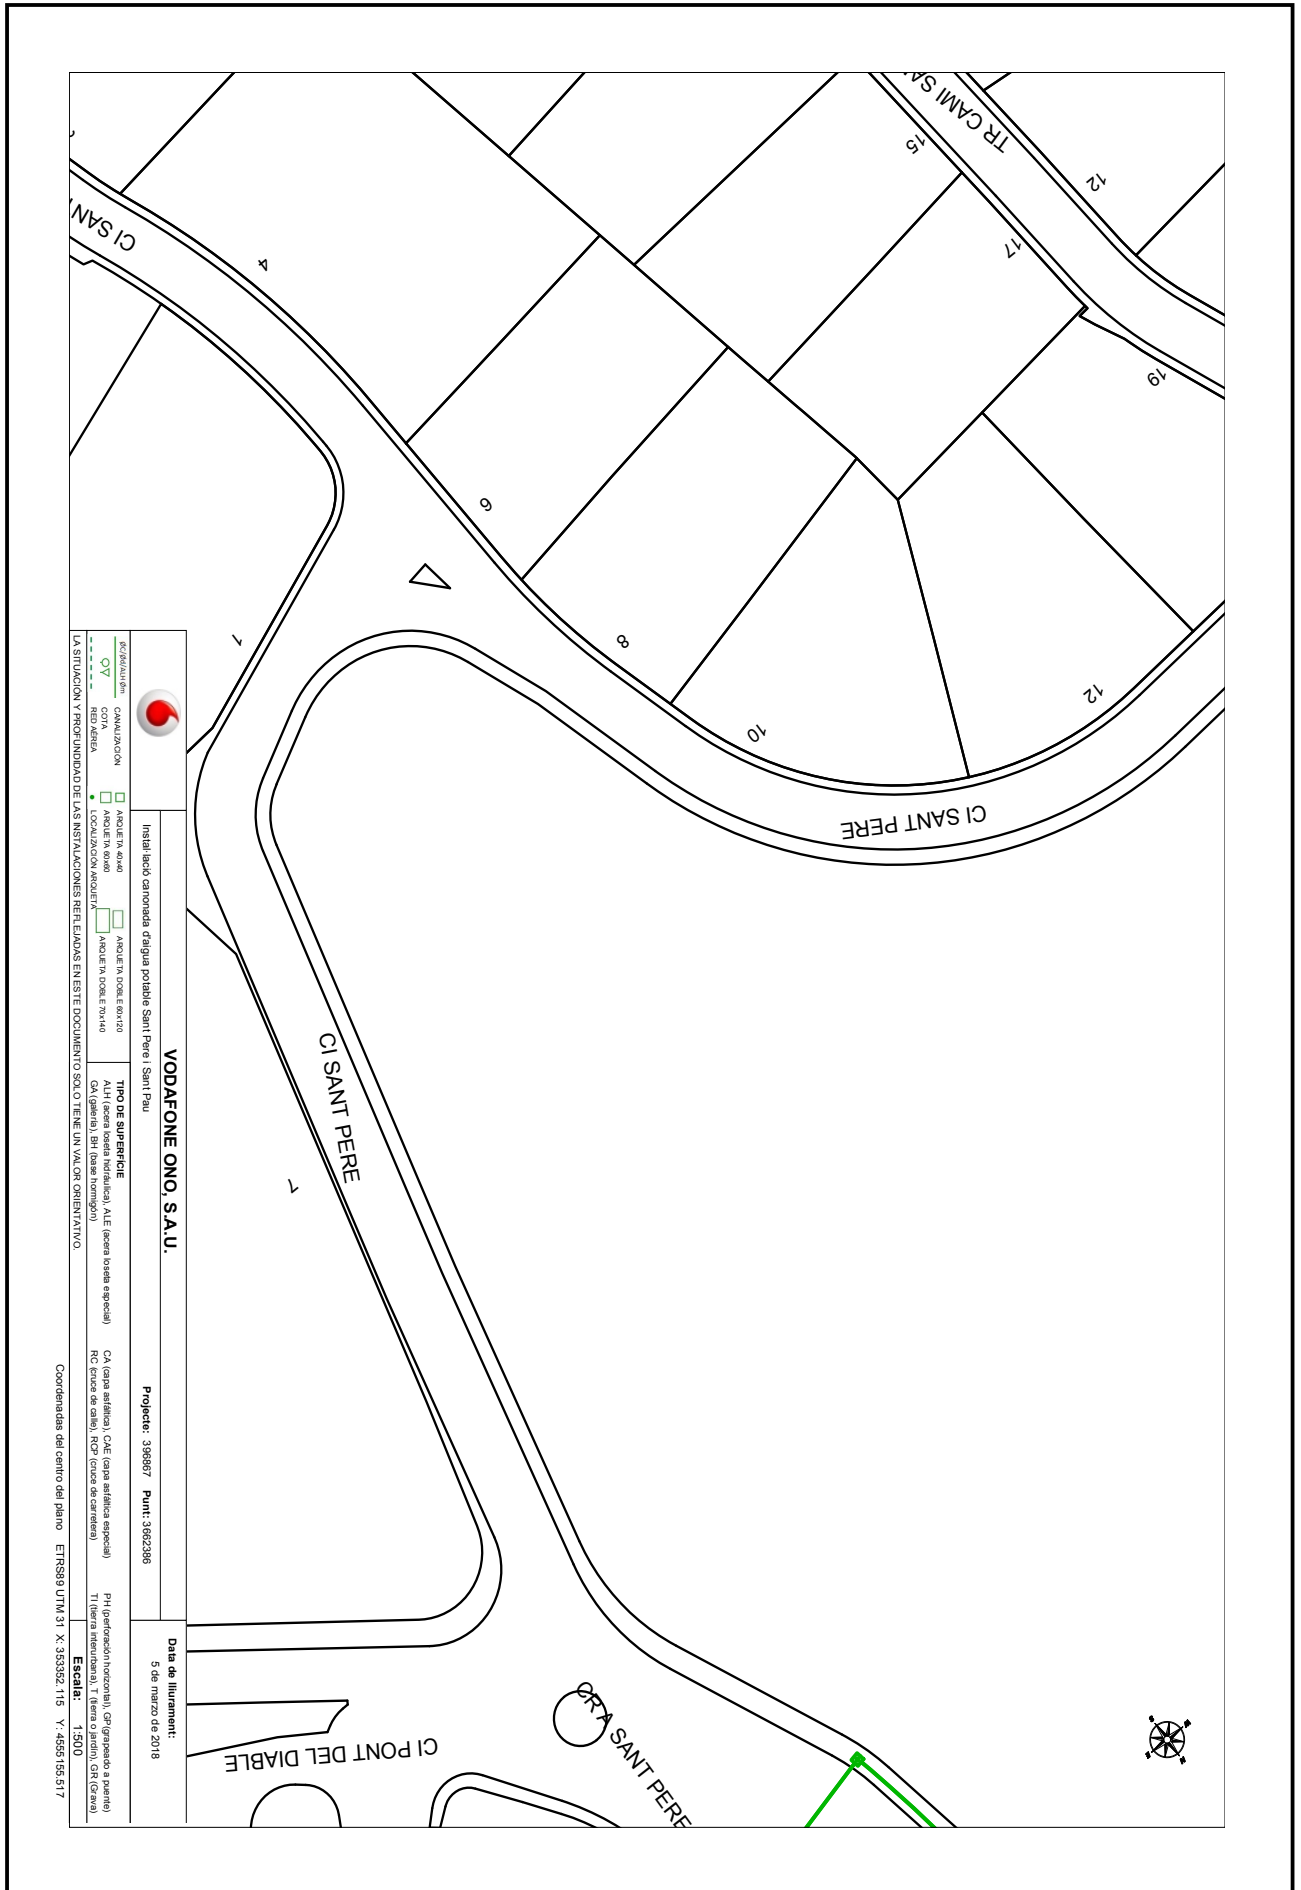 TR CAMI SA
15
12
17
19
CI SAN
4
6
8
10
12
CI SANT PERE
1
CI SANT PERE
7
CI PONT DEL DIABLE
CRA SANT PERE
VODAFONE ONO, S.A.U.
Data de lliurament:
5 de marzo de 2018
Instal·lació canonada d'aigua potable Sant Pere i Sant Pau
Projecte: 396867 Punt: 3662386
CANALIZACIÓN
COTA
RED AÉREA
ARQUETA 40x40
ARQUETA 60x60
LOCALIZACIÓN ARQUETA
ARQUETA DOBLE 60x120
ARQUETA DOBLE 70x140
TIPO DE SUPERFÍCIE
ALH (acera loseta hidráulica), ALE (acera loseta especial)
GA (galería), BH (base hormigón)
CA (capa asfáltica), CAE (capa asfáltica especial)
RC (cruce de calle), RCP (cruce de carretera)
PH (perforación horizontal), GP(grapeado a puente)
TI (tierra interurbana), T (tierra o jardín), GR (Grava)
LA SITUACIÓN Y PROFUNDIDAD DE LAS INSTALACIONES REFLEJADAS EN ESTE DOCUMENTO SOLO TIENE UN VALOR ORIENTATIVO.
Escala: 1:500
Coordenadas del centro del plano ETRS89 UTM 31 X: 353352.115 Y: 4555155.517